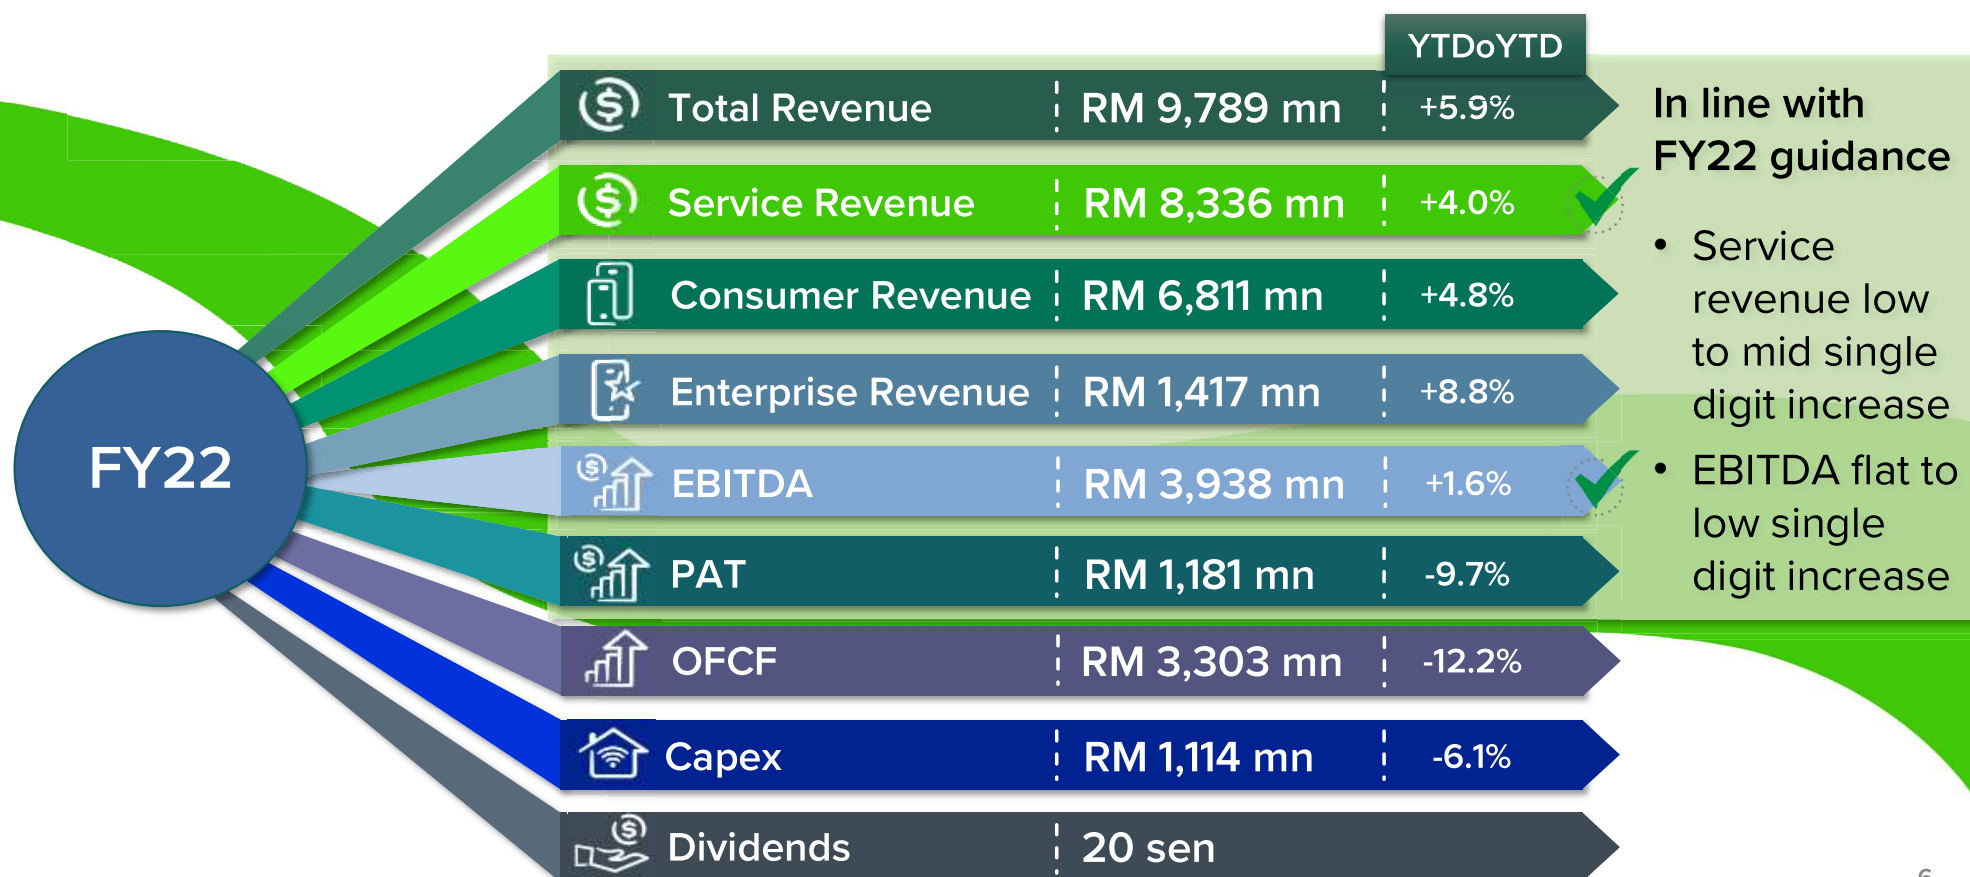 YTDoYTD
FY22
Total Revenue RM 9,789 mn +5.9%
Service Revenue RM 8,336 mn +4.0%
Consumer Revenue RM 6,811 mn +4.8%
Enterprise Revenue RM 1,417 mn +8.8%
EBITDA RM 3,938 mn +1.6%
PAT RM 1,181 mn -9.7%
OFCF RM 3,303 mn -12.2%
Capex RM 1,114 mn -6.1%
Dividends 20 sen
In line with
FY22 guidance
• Service
revenue low
to mid single
digit increase
• EBITDA flat to
low single
digit increase